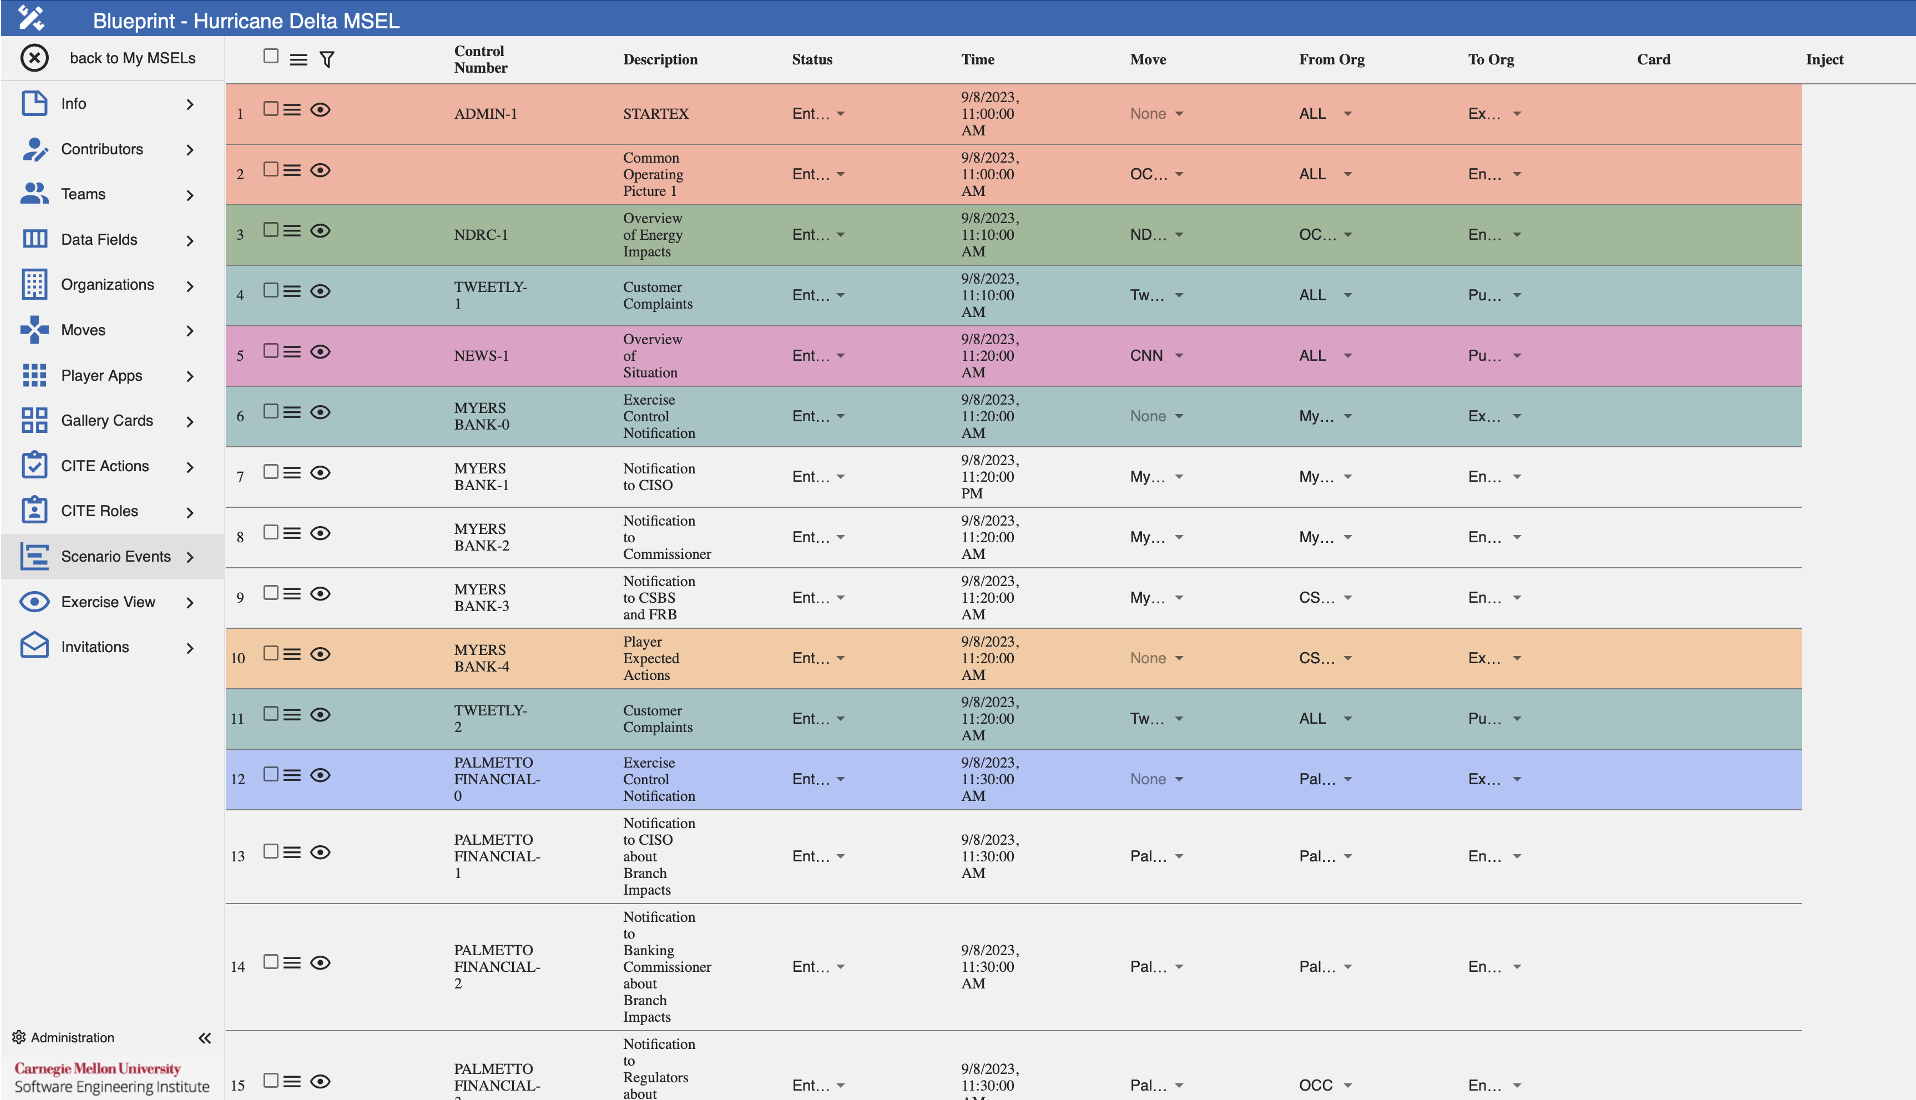 Blueprint - Hurricane Delta MSEL
back to My MSELs
Info
Contributors
Teams
Data Fields
Organizations
Moves
Player Apps
Gallery Cards
CITE Actions
CITE Roles
Scenario Events
Exercise View
Invitations
Administration
Carnegie Mellon University
Software Engineering Institute
Control
Number
Description
Status
Time
Move
From Org
To Org
Card
Inject
1
ADMIN-1
STARTEX
Ent...
9/8/2023,
11:00:00
AM
None
ALL
Ex...
2
Common
Operating
Picture 1
Ent...
9/8/2023,
11:00:00
AM
OC...
ALL
En...
3
NDRC-1
Overview
of Energy
Impacts
Ent...
9/8/2023,
11:10:00
AM
ND...
OC...
En...
4
TWEETLY-
1
Customer
Complaints
Ent...
9/8/2023,
11:10:00
AM
Tw...
ALL
Pu...
5
NEWS-1
Overview
of
Situation
Ent...
9/8/2023,
11:20:00
AM
CNN
ALL
Pu...
6
MYERS
BANK-0
Exercise
Control
Notification
Ent...
9/8/2023,
11:20:00
AM
None
My...
Ex...
7
MYERS
BANK-1
Notification
to CISO
Ent...
9/8/2023,
11:20:00
PM
My...
My...
En...
8
MYERS
BANK-2
Notification
to
Commissioner
Ent...
9/8/2023,
11:20:00
AM
My...
My...
En...
9
MYERS
BANK-3
Notification
to CSBS
and FRB
Ent...
9/8/2023,
11:20:00
AM
My...
CS...
En...
10
MYERS
BANK-4
Player
Expected
Actions
Ent...
9/8/2023,
11:20:00
AM
None
CS...
Ex...
11
TWEETLY-
2
Customer
Complaints
Ent...
9/8/2023,
11:20:00
AM
Tw...
ALL
Pu...
12
PALMETTO
FINANCIAL-
0
Exercise
Control
Notification
Ent...
9/8/2023,
11:30:00
AM
None
Pal...
Ex...
13
PALMETTO
FINANCIAL-
1
Notification
to CISO
about
Branch
Impacts
Ent...
9/8/2023,
11:30:00
AM
Pal...
Pal...
En...
14
PALMETTO
FINANCIAL-
2
Notification
to
Banking
Commissioner
about
Branch
Impacts
Ent...
9/8/2023,
11:30:00
AM
Pal...
Pal...
En...
15
PALMETTO
FINANCIAL-
Notification
to
Regulators
about
Ent...
9/8/2023,
11:30:00
Pal...
OCC
En...